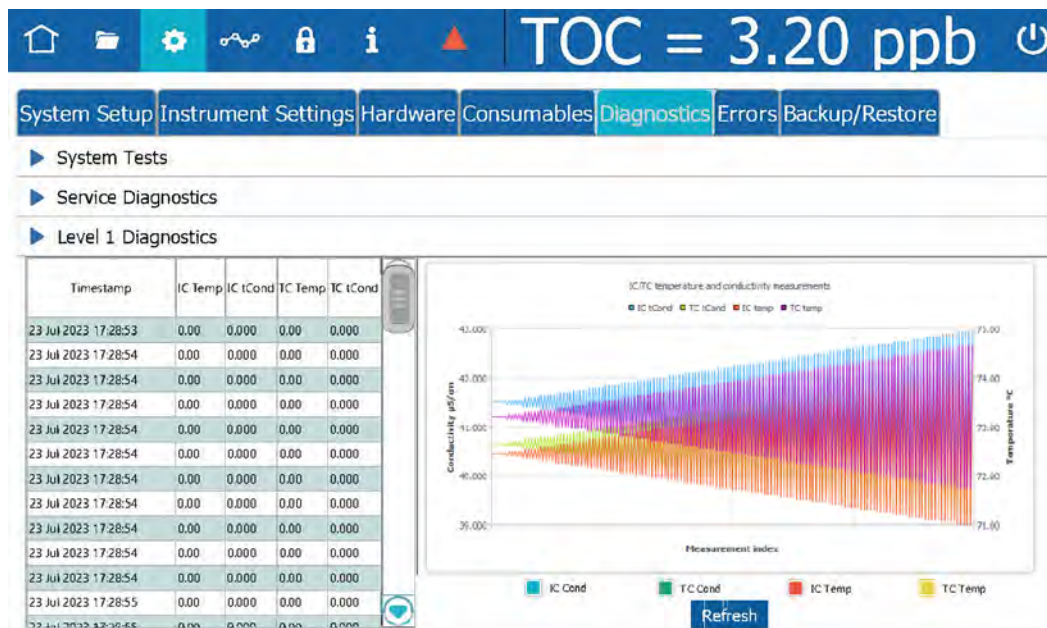 TOC = 3.20 ppb
System Setup Instrument Settings Hardware Consumables Diagnostics Errors Backup/Restore
System Tests
Service Diagnostics
Level 1 Diagnostics
Timestamp IC Temp IC tCond TC Temp TC tCond
23 Jul 2023 17:28:53 0.00 0.000 0.00 0.000
23 Jul 2023 17:28:54 0.00 0.000 0.00 0.000
23 Jul 2023 17:28:54 0.00 0.000 0.00 0.000
23 Jul 2023 17:28:54 0.00 0.000 0.00 0.000
23 Jul 2023 17:28:54 0.00 0.000 0.00 0.000
23 Jul 2023 17:28:54 0.00 0.000 0.00 0.000
23 Jul 2023 17:28:54 0.00 0.000 0.00 0.000
23 Jul 2023 17:28:54 0.00 0.000 0.00 0.000
23 Jul 2023 17:28:54 0.00 0.000 0.00 0.000
23 Jul 2023 17:28:54 0.00 0.000 0.00 0.000
23 Jul 2023 17:28:54 0.00 0.000 0.00 0.000
23 Jul 2023 17:28:55 0.00 0.000 0.00 0.000
IC/TC temperature and conductivity measurements
IC tCond TC tCond IC temp TC temp
43.000 75.00
42.000 74.00
41.000 73.00
40.000 72.00
39.000 71.00
Conductivity µS/cm
Temperature °C
Measurement index
IC Cond TC Cond IC Temp TC Temp
Refresh